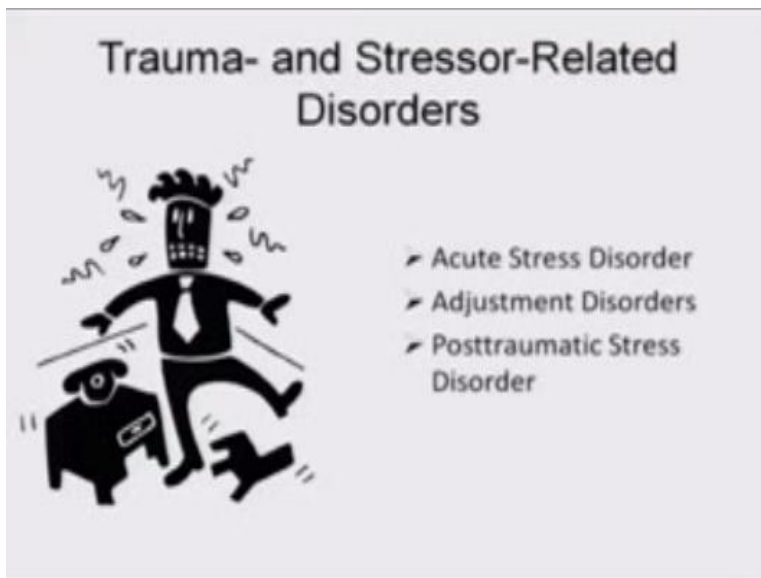 Trauma- and Stressor-Related
Disorders
Acute Stress Disorder
Adjustment Disorders
Posttraumatic Stress
Disorder